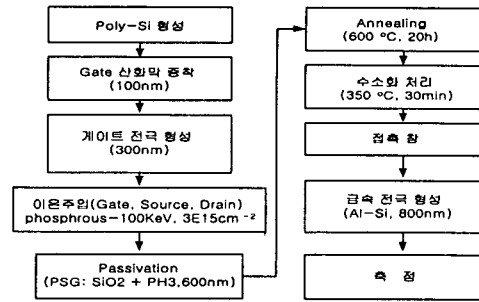 Poly-Si 형성
Gate 산화막 증착
(100nm)
게이트 전극 형성
(300nm)
이온주입(Gate, Source, Drain)
phosphrous-100KeV, 3E15cm⁻²
Passivation
(PSG: SiO2 + PH3,600nm)
Annealing
(600 ℃, 20h)
수소화 처리
(350 ℃, 30min)
접촉 창
금속 전극 형성
(Al-Si, 800nm)
측 정